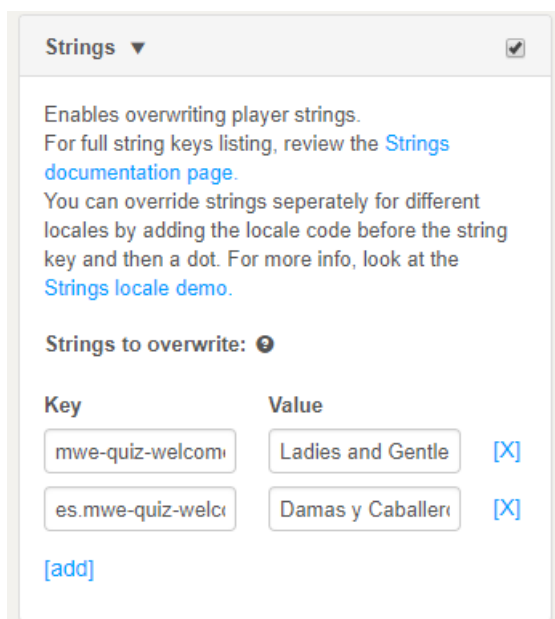 Strings ▼
Enables overwriting player strings.
For full string keys listing, review the Strings
documentation page.
You can override strings seperately for different
locales by adding the locale code before the string
key and then a dot. For more info, look at the
Strings locale demo.
Strings to overwrite: ?
Key Value
mwe-quiz-welcom Ladies and Gentle [X]
es.mwe-quiz-welc Damas y Caballer [X]
[add]